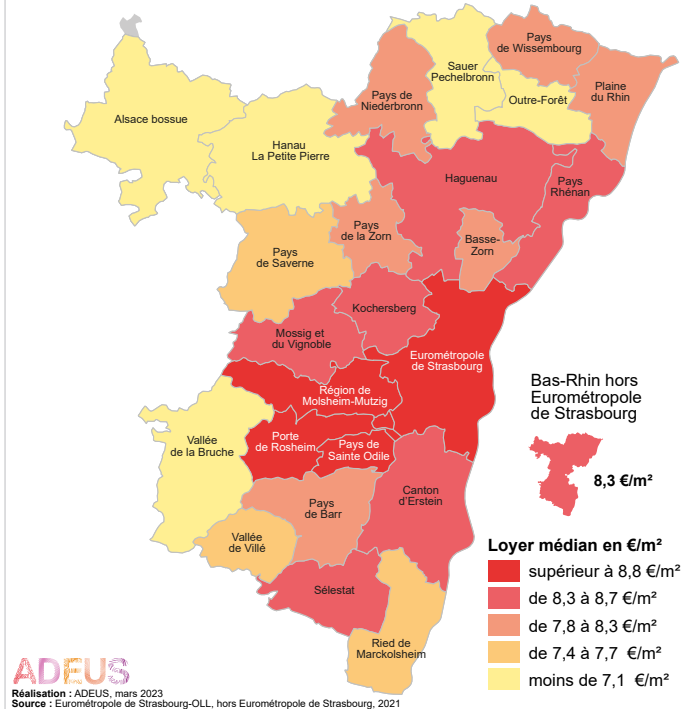 Alsace bossue
Hanau
La Petite Pierre
Pays de
Niederbronn
Sauer
Pechelbronn
Pays
de Wissembourg
Outre-Forêt
Plaine
du Rhin
Haguenau
Pays
Rhénan
Basse-
Zorn
Pays
de la Zorn
Pays
de Saverne
Kochersberg
Mossig et
du Vignoble
Eurométropole
de Strasbourg
Région de
Molsheim-Mutzig
Porte
de Rosheim
Pays de
Sainte Odile
Vallée
de la Bruche
Canton
d'Erstein
Pays
de Barr
Vallée
de Villé
Sélestat
Ried de
Marckolsheim
Bas-Rhin hors
Eurométropole
de Strasbourg
8,3 €/m²
Loyer médian en €/m²
supérieur à 8,8 €/m²
de 8,3 à 8,7 €/m²
de 7,8 à 8,3 €/m²
de 7,4 à 7,7 €/m²
moins de 7,1 €/m²
ADEUS
Réalisation : ADEUS, mars 2023
Source : Eurométropole de Strasbourg-OLL, hors Eurométropole de Strasbourg, 2021